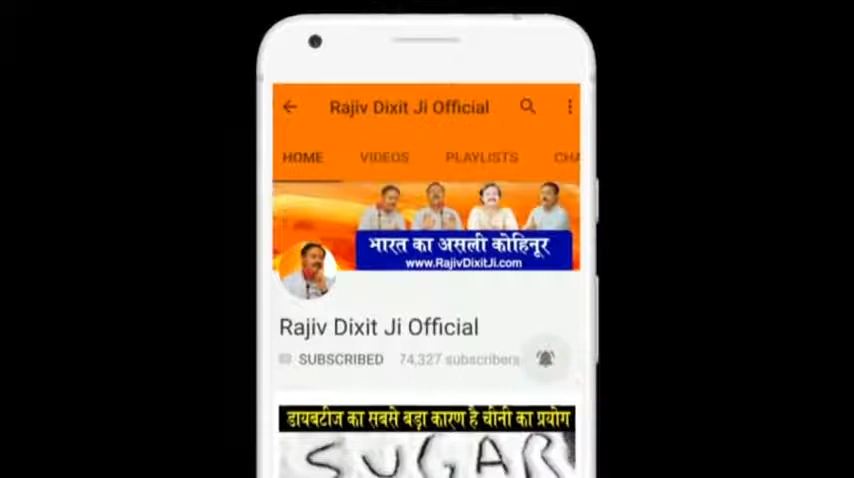 Rajiv Dixit Ji Official
HOME VIDEOS PLAYLISTS CHA
भारत का असली कोहिनूर
www.RajivDixitJi.com
Rajiv Dixit Ji Official
SUBSCRIBED 74,327 subscribers
डायबटीज का सबसे बड़ा कारण है चीनी का प्रयोग
SUGAR